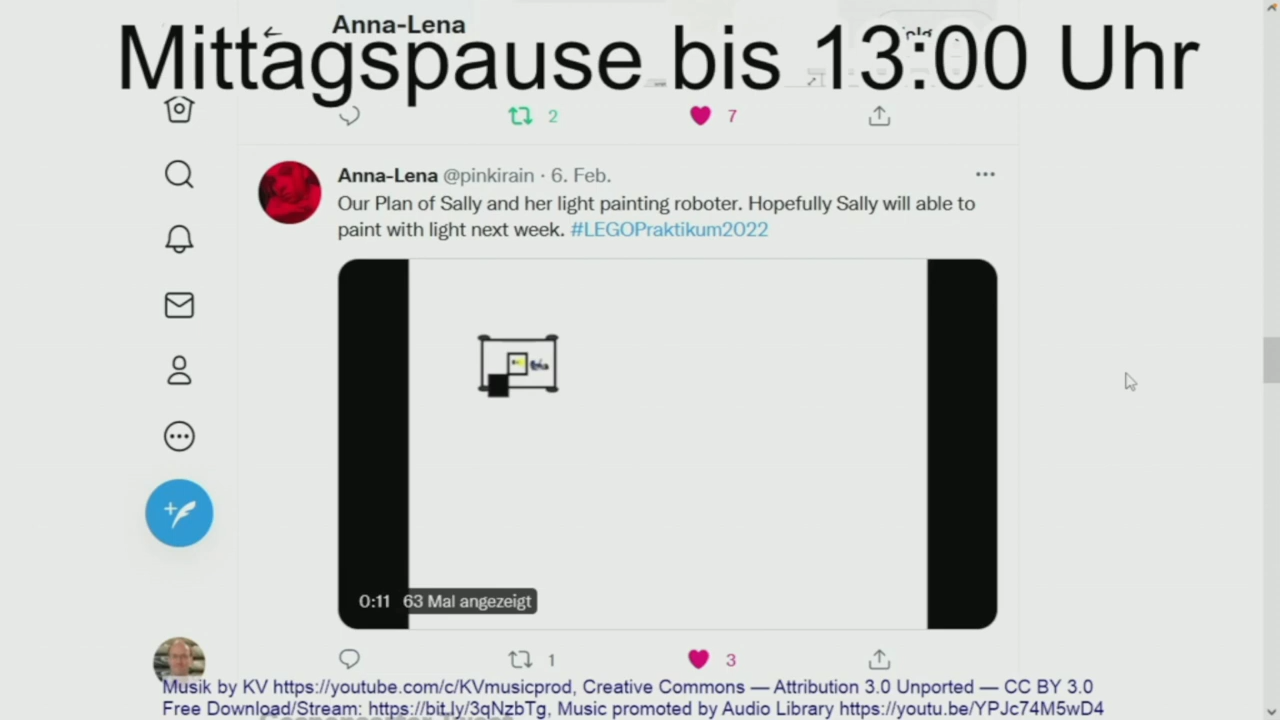 Anna-Lena
Mittagspause bis 13:00 Uhr
2
7
Anna-Lena @pinkirain · 6. Feb.
Our Plan of Sally and her light painting roboter. Hopefully Sally will able to
paint with light next week. #LEGOPraktikum2022
0:11 63 Mal angezeigt
1
3
Musik by KV https://youtube.com/c/KVmusicprod, Creative Commons — Attribution 3.0 Unported — CC BY 3.0
Free Download/Stream: https://bit.ly/3qNzbTg, Music promoted by Audio Library https://youtu.be/YPJc74M5wD4